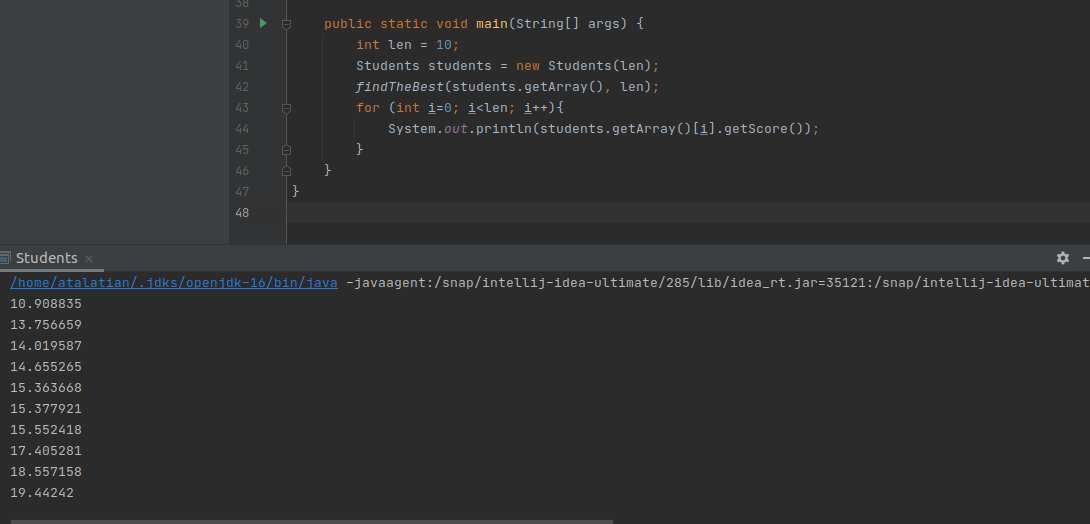 38
39 public static void main(String[] args) {
40 int len = 10;
41 Students students = new Students(len);
42 findTheBest(students.getArray(), len);
43 for (int i=0; i<len; i++){
44 System.out.println(students.getArray()[i].getScore());
45 }
46 }
47 }
48
Students ×
/home/atalatian/.jdks/openjdk-16/bin/java -javaagent:/snap/intellij-idea-ultimate/285/lib/idea_rt.jar=35121:/snap/intellij-idea-ultimat
10.908835
13.756659
14.019587
14.655265
15.363668
15.377921
15.552418
17.405281
18.557158
19.44242